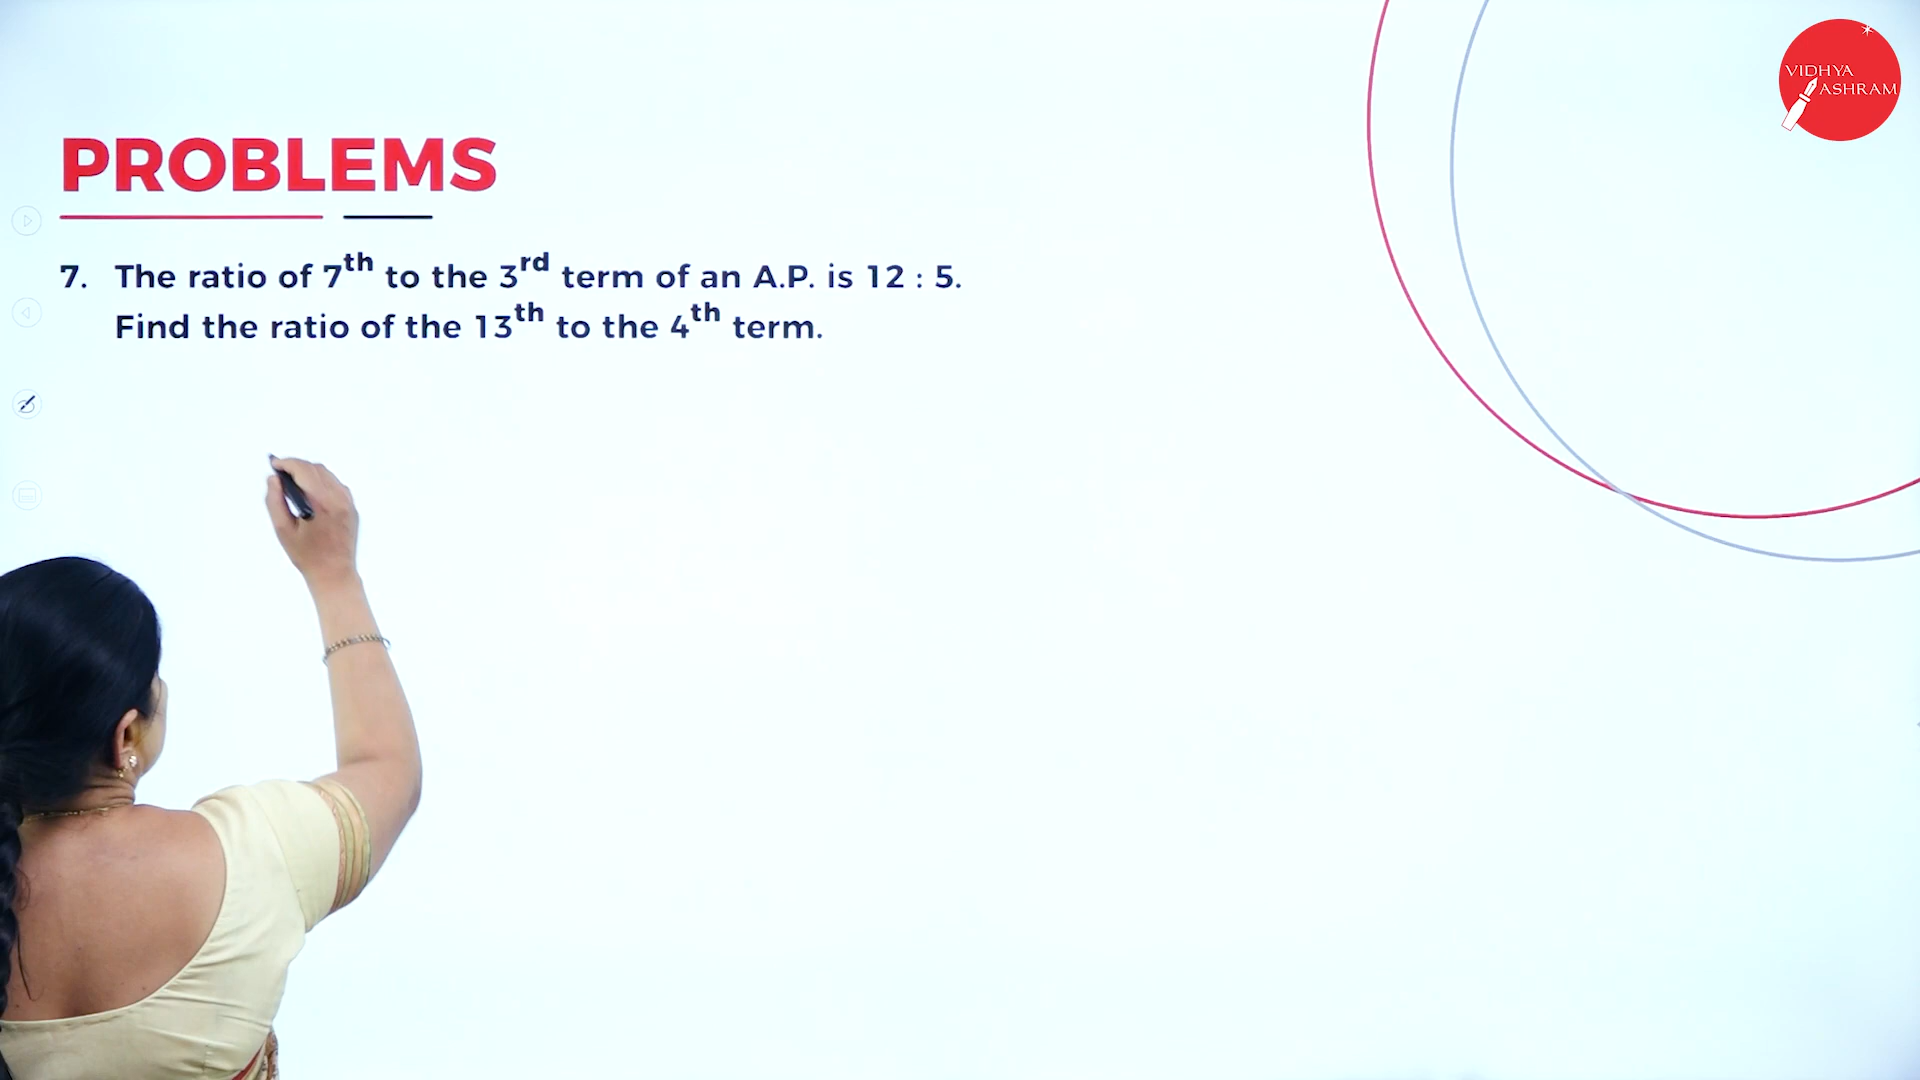 VIDHYA
ASHRAM
PROBLEMS
7. The ratio of 7th to the 3rd term of an A.P. is 12 : 5.
Find the ratio of the 13th to the 4th term.